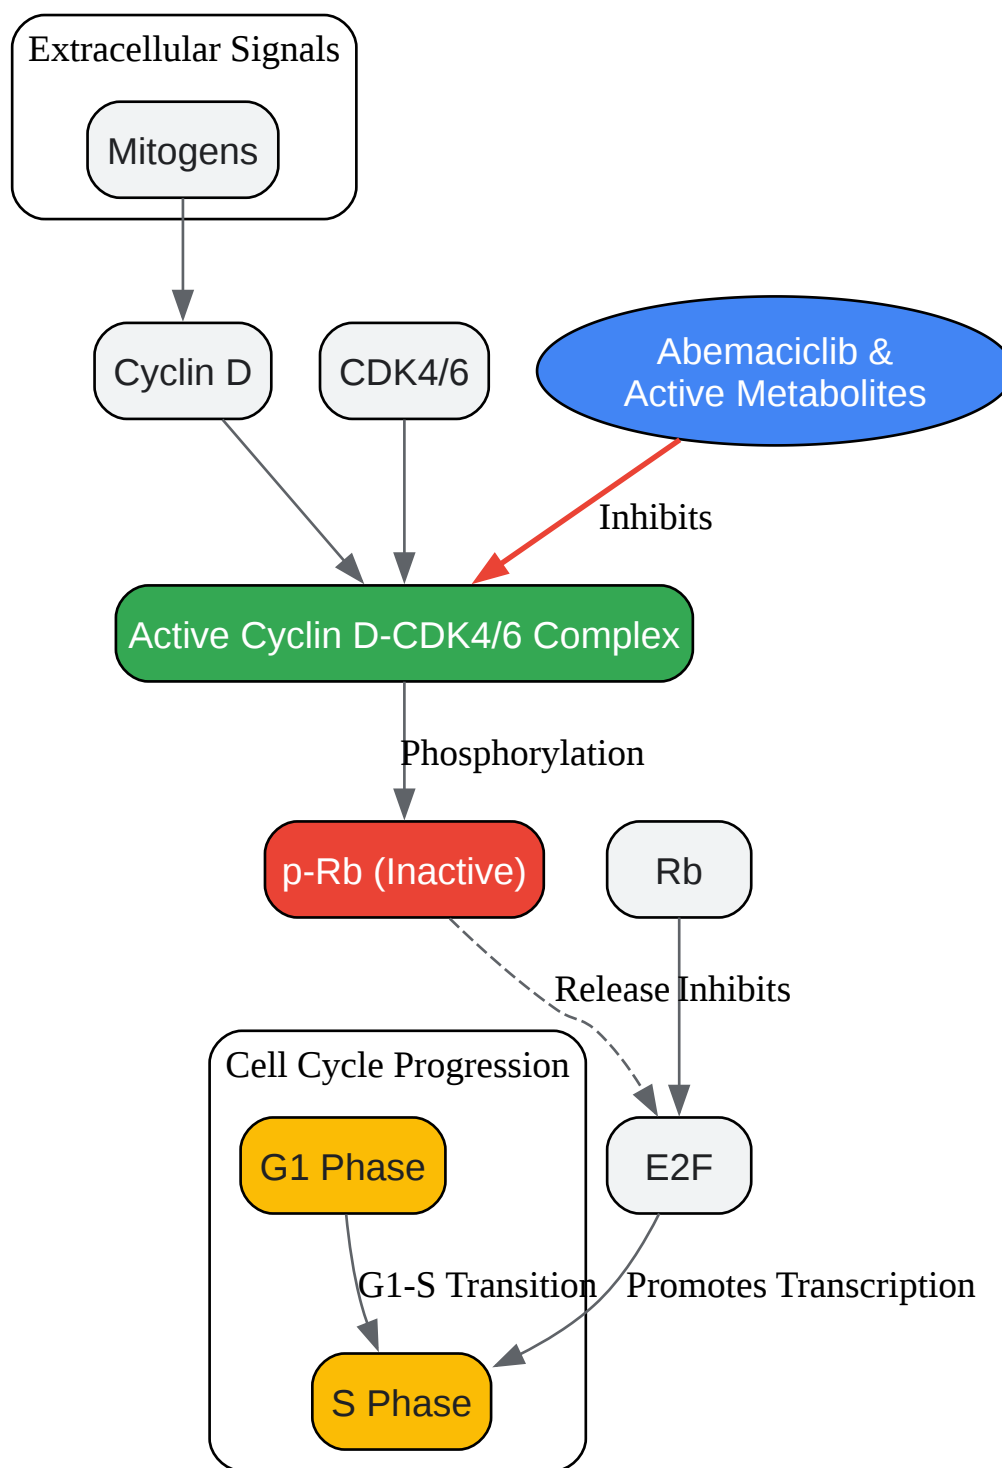 Extracellular Signals
Mitogens
Cyclin D
CDK4/6
Abemaciclib &
Active Metabolites
Inhibits
Active Cyclin D-CDK4/6 Complex
Phosphorylation
p-Rb (Inactive)
Rb
Release
Inhibits
Cell Cycle Progression
G1 Phase
E2F
G1-S Transition
Promotes Transcription
S Phase